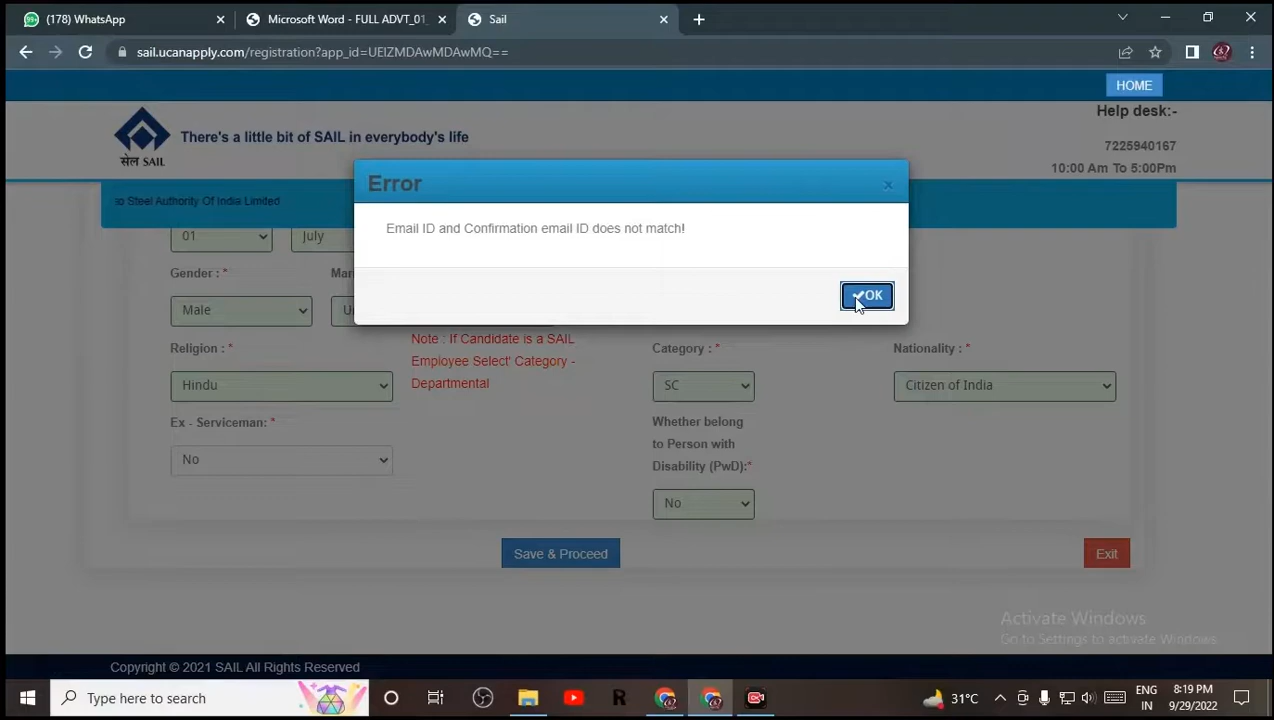 (178) WhatsApp
Microsoft Word - FULL ADVT_01_
Sail
sail.ucanapply.com/registration?app_id=UElZMDAwMDAwMQ==
HOME
Help desk:-
7225940167
10:00 Am To 5:00Pm
सेल SAIL
There's a little bit of SAIL in everybody's life
Steel Authority Of India Limited
Error
×
Email ID and Confirmation email ID does not match!
OK
01
July
Gender : *
Male
Religion : *
Hindu
Note : If Candidate is a SAIL
Employee Select' Category -
Departmental
Category : *
SC
Nationality : *
Citizen of India
Ex - Serviceman: *
No
Whether belong
to Person with
Disability (PwD):*
No
Save & Proceed
Exit
Activate Windows
Go to Settings to activate Windows.
Copyright © 2021 SAIL All Rights Reserved
Type here to search
31°C
ENG
IN
8:19 PM
9/29/2022